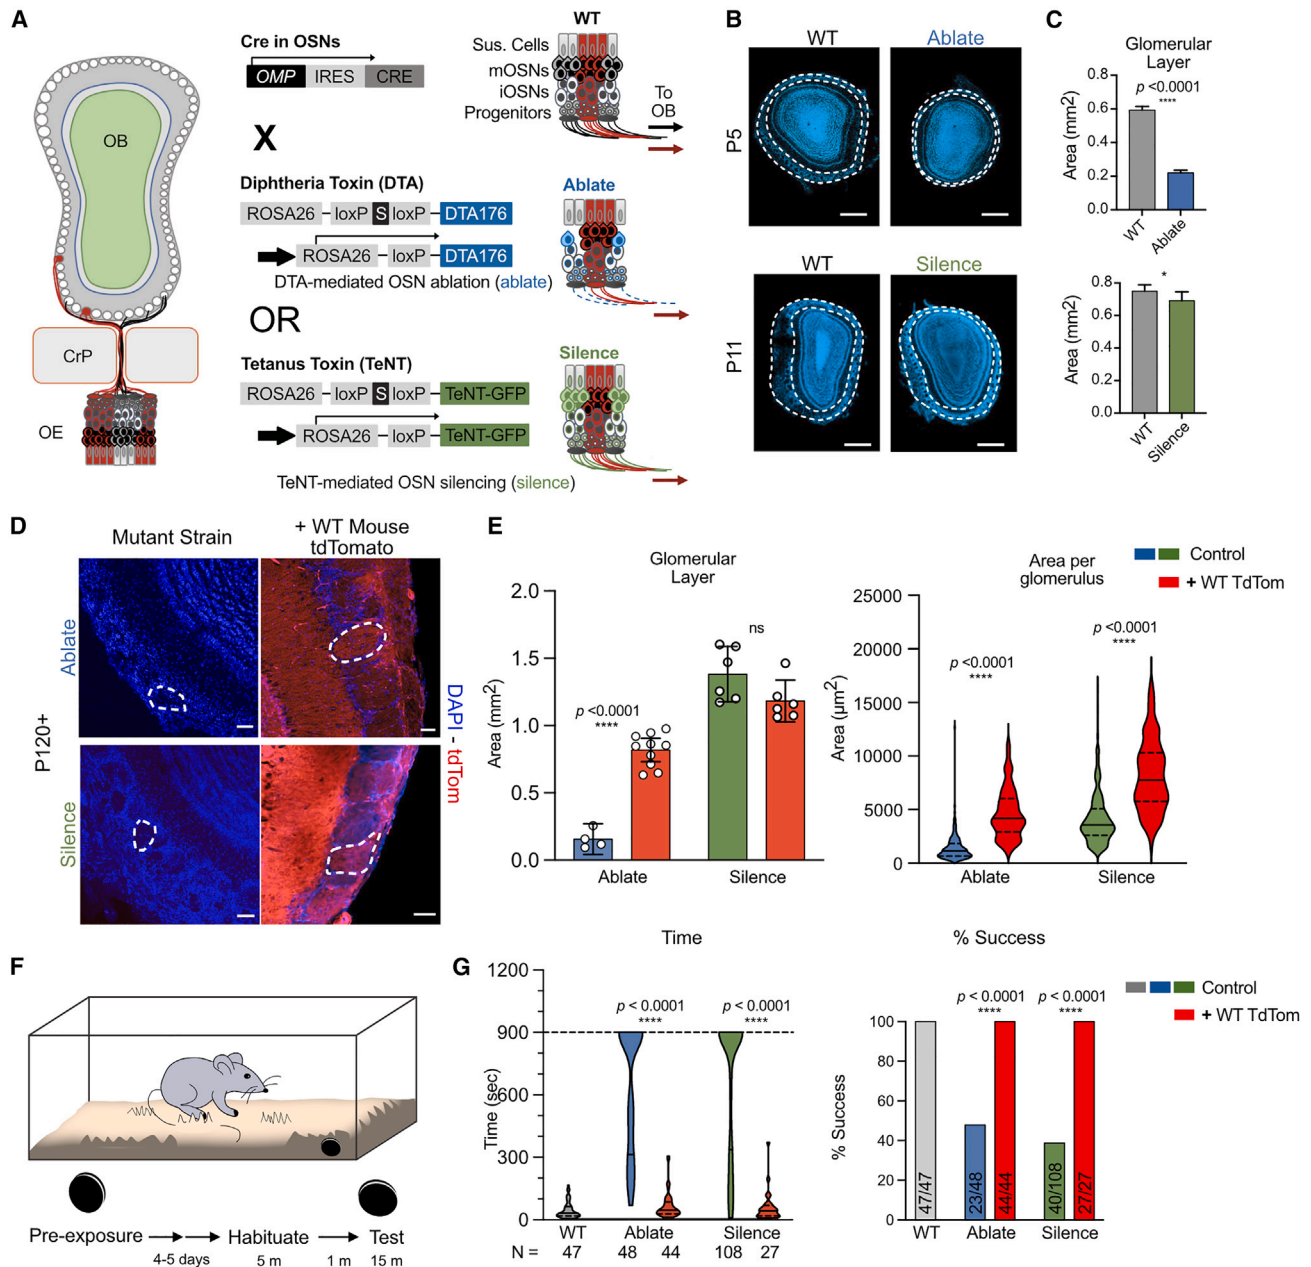 A
OB
CrP
OE
Cre in OSNs
OMP IRES CRE
X
Diphtheria Toxin (DTA)
ROSA26 loxP S loxP DTA176
ROSA26 loxP DTA176
DTA-mediated OSN ablation (ablate)
OR
Tetanus Toxin (TeNT)
ROSA26 loxP S loxP TeNT-GFP
ROSA26 loxP TeNT-GFP
TeNT-mediated OSN silencing (silence)
WT
Sus. Cells
mOSNs
iOSNs
Progenitors
To
OB
Ablate
Silence
B
WT Ablate
P5
WT Silence
P11
C
Glomerular
Layer
p <0.0001
****
Area (mm2)
0.8
0.6
0.4
0.2
0.0
WT
Ablate
*
Area (mm2)
0.8
0.6
0.4
0.2
0.0
WT
Silence
D
Mutant Strain
+ WT Mouse
tdTomato
P120+
Ablate
Silence
DAPI - tdTom
E
Glomerular
Layer
Area (mm²)
2.0
1.5
1.0
0.5
0.0
p <0.0001
****
ns
Ablate Silence
Area per
glomerulus
Control
+ WT TdTom
Area (µm²)
25000
20000
15000
10000
5000
0
p <0.0001
****
p <0.0001
****
Ablate Silence
F
Pre-exposure Habituate Test
4-5 days 5 m 1 m 15 m
G
Time
Time (sec)
1200
900
600
300
0
p < 0.0001
****
p < 0.0001
****
WT Ablate Silence
N = 47 48 44 108 27
% Success
% Success
100
80
60
40
20
0
p < 0.0001
****
p < 0.0001
****
47/47
23/48
44/44
40/108
27/27
WT Ablate Silence
Control
+ WT TdTom